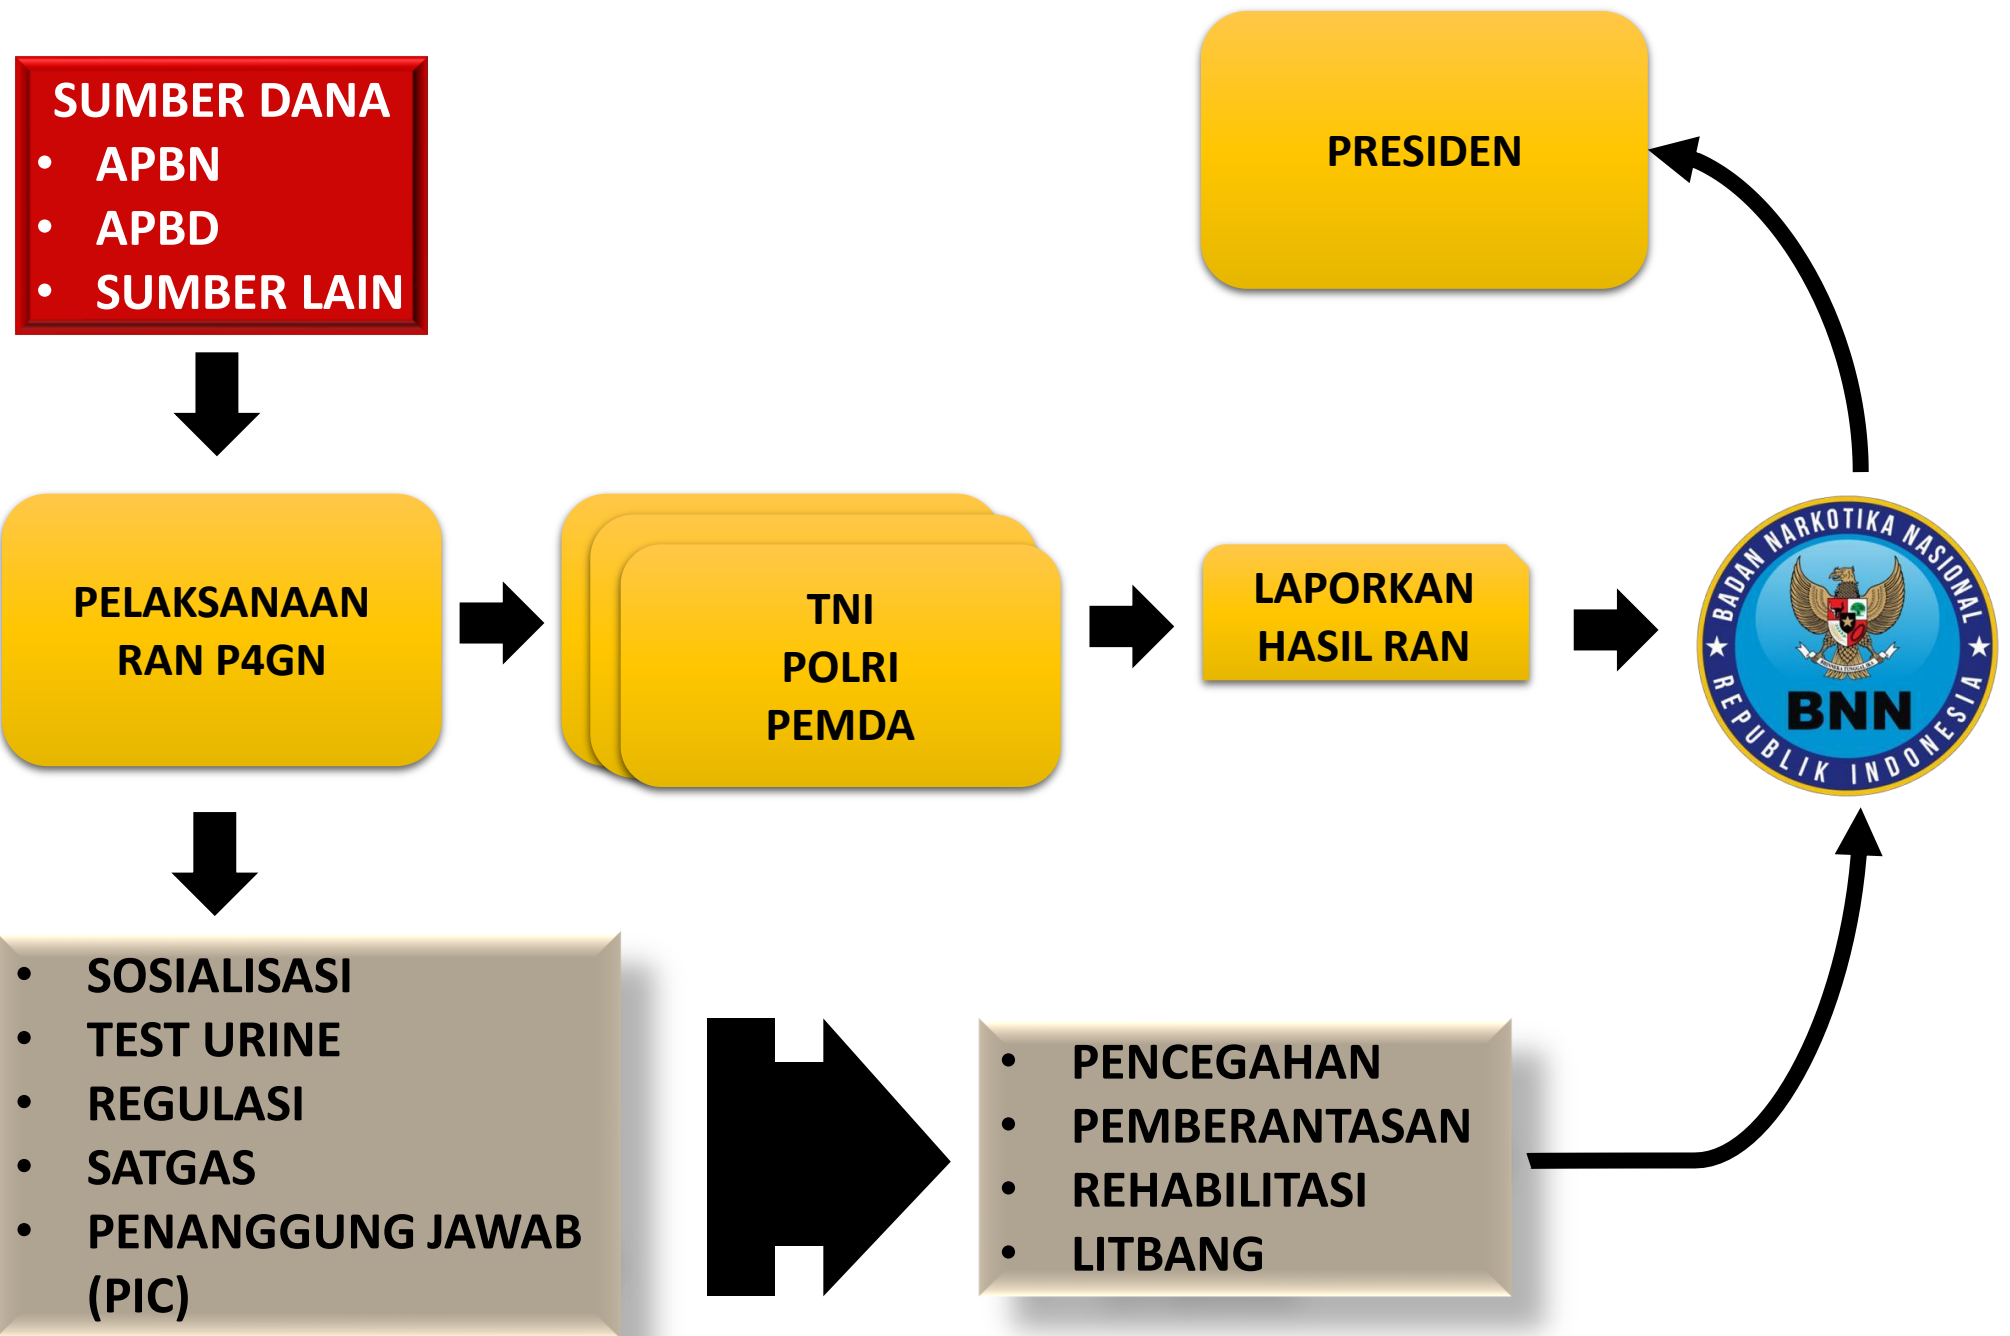 SUMBER DANA
• APBN
• APBD
• SUMBER LAIN
PRESIDEN
PELAKSANAAN
RAN P4GN
TNI
POLRI
PEMDA
LAPORKAN
HASIL RAN
BADAN NARKOTIKA NASIONAL
BNN
REPUBLIK INDONESIA
• SOSIALISASI
• TEST URINE
• REGULASI
• SATGAS
• PENANGGUNG JAWAB
(PIC)
• PENCEGAHAN
• PEMBERANTASAN
• REHABILITASI
• LITBANG